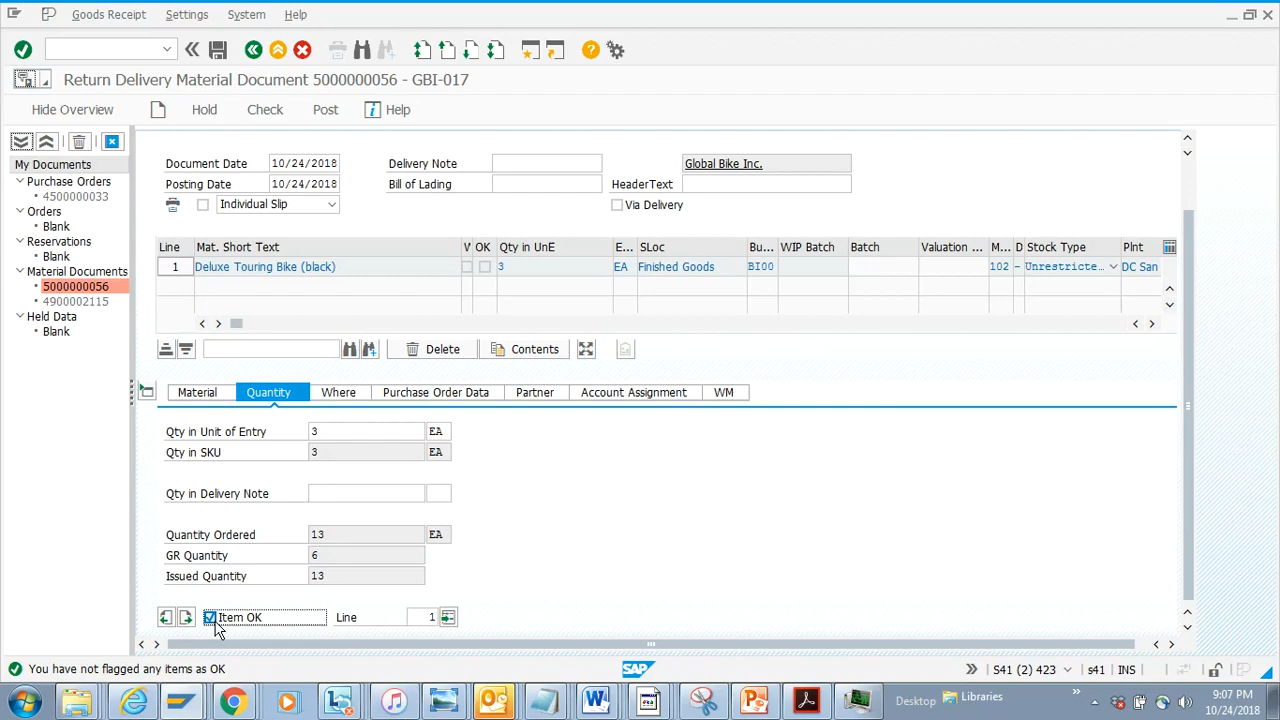 Goods Receipt Settings System Help
Return Delivery Material Document 5000000056 - GBI-017
Hide Overview Hold Check Post Help
My Documents
Purchase Orders
4500000033
Orders
Blank
Reservations
Blank
Material Documents
5000000056
4900002115
Held Data
Blank
Document Date 10/24/2018 Delivery Note Global Bike Inc.
Posting Date 10/24/2018 Bill of Lading HeaderText
Individual Slip Via Delivery
Line Mat. Short Text W OK Qty in UnE E... SLoc Bu... WIP Batch Batch Valuation ... M... D Stock Type Plnt
1 Deluxe Touring Bike (black) 3 EA Finished Goods BI00 102 - Unrestricte... DC San
Delete Contents
Material Quantity Where Purchase Order Data Partner Account Assignment WM
Qty in Unit of Entry 3 EA
Qty in SKU 3 EA
Qty in Delivery Note
Quantity Ordered 13 EA
GR Quantity 6
Issued Quantity 13
Item OK Line 1
You have not flagged any items as OK SAP S41 (2) 423 s41 INS
Desktop Libraries 9:07 PM
10/24/2018